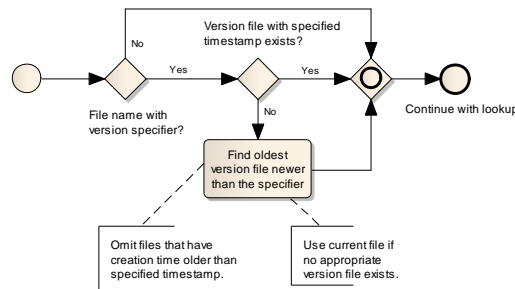 Version file with specified
timestamp exists?
No
Yes
Yes
File name with
version specifier?
No
Continue with lookup
Find oldest
version file newer
than the specifier
Omit files that have
creation time older than
specified timestamp.
Use current file if
no appropriate
version file exists.